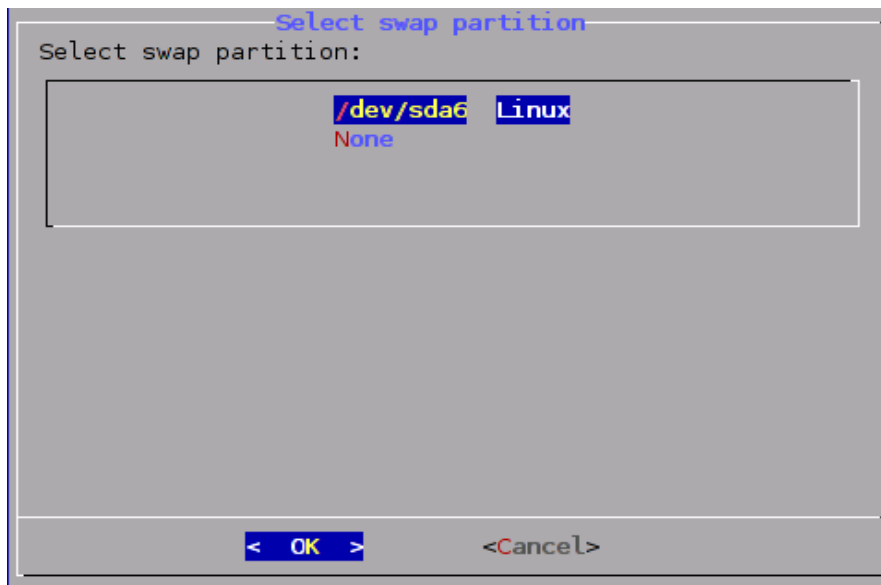 Select swap partition
Select swap partition:
/dev/sda6 Linux
None
< OK > <Cancel>